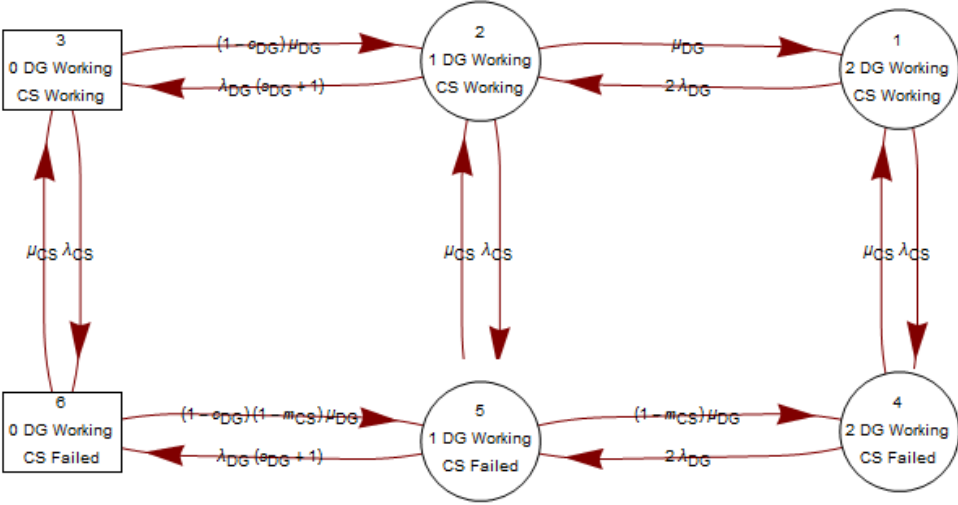 3
0 DG Working
CS Working
(1 - c_DG) μ_DG
λ_DG (s_DG + 1)
2
1 DG Working
CS Working
μ_DG
2 λ_DG
1
2 DG Working
CS Working
μ_CS λ_CS
μ_CS λ_CS
μ_CS λ_CS
6
0 DG Working
CS Failed
(1 - c_DG) (1 - m_CS) μ_DG
λ_DG (s_DG + 1)
5
1 DG Working
CS Failed
(1 - m_CS) μ_DG
2 λ_DG
4
2 DG Working
CS Failed